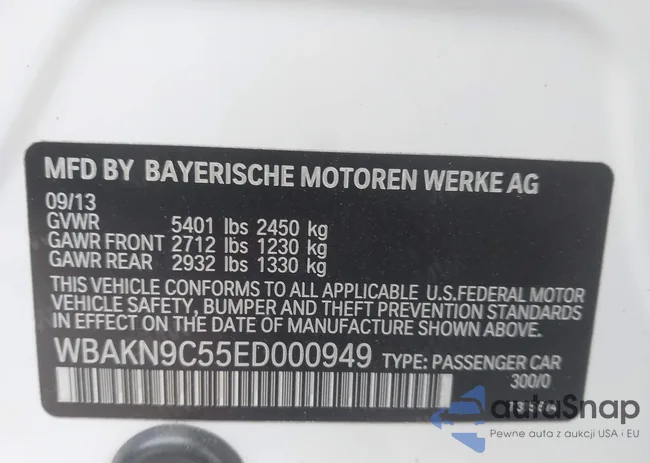 MFD BY BAYERISCHE MOTOREN WERKE AG
09/13
GVWR 5401 lbs 2450 kg
GAWR FRONT 2712 lbs 1230 kg
GAWR REAR 2932 lbs 1330 kg
THIS VEHICLE CONFORMS TO ALL APPLICABLE U.S.FEDERAL MOTOR
VEHICLE SAFETY, BUMPER AND THEFT PREVENTION STANDARDS
IN EFFECT ON THE DATE OF MANUFACTURE SHOWN ABOVE.
WBAKN9C55ED000949 TYPE: PASSENGER CAR
300/0
autoSnap
Pewne auta z aukcji USA i EU